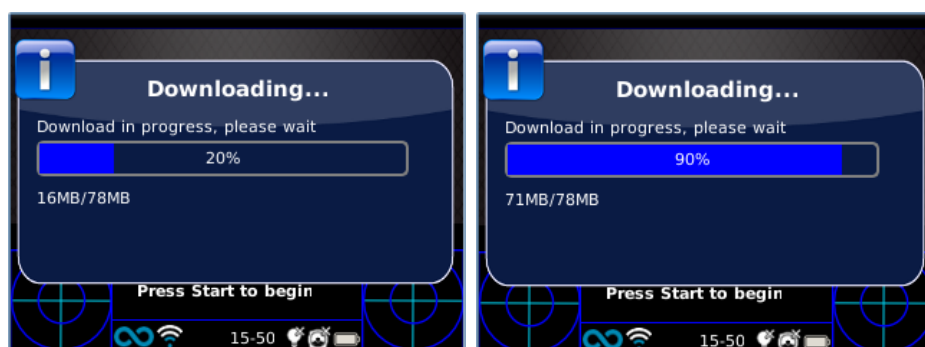 Downloading...
Download in progress, please wait
20%
16MB/78MB
Press Start to begin
15-50
Downloading...
Download in progress, please wait
90%
71MB/78MB
Press Start to begin
15-50